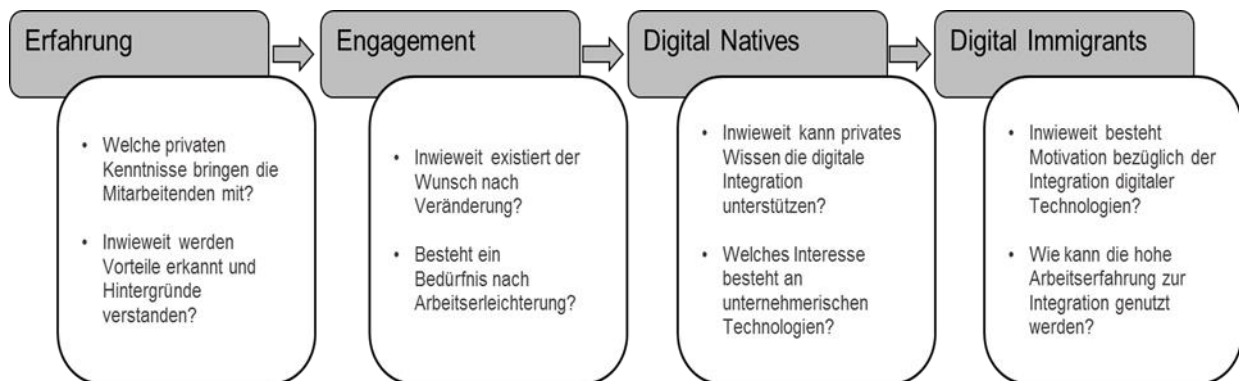 Erfahrung
• Welche privaten
Kenntnisse bringen die
Mitarbeitenden mit?
• Inwieweit werden
Vorteile erkannt und
Hintergründe
verstanden?
Engagement
• Inwieweit existiert der
Wunsch nach
Veränderung?
• Besteht ein
Bedürfnis nach
Arbeitserleichterung?
Digital Natives
• Inwieweit kann privates
Wissen die digitale
Integration
unterstützen?
• Welches Interesse
besteht an
unternehmerischen
Technologien?
Digital Immigrants
• Inwieweit besteht
Motivation bezüglich der
Integration digitaler
Technologien?
• Wie kann die hohe
Arbeitserfahrung zur
Integration genutzt
werden?